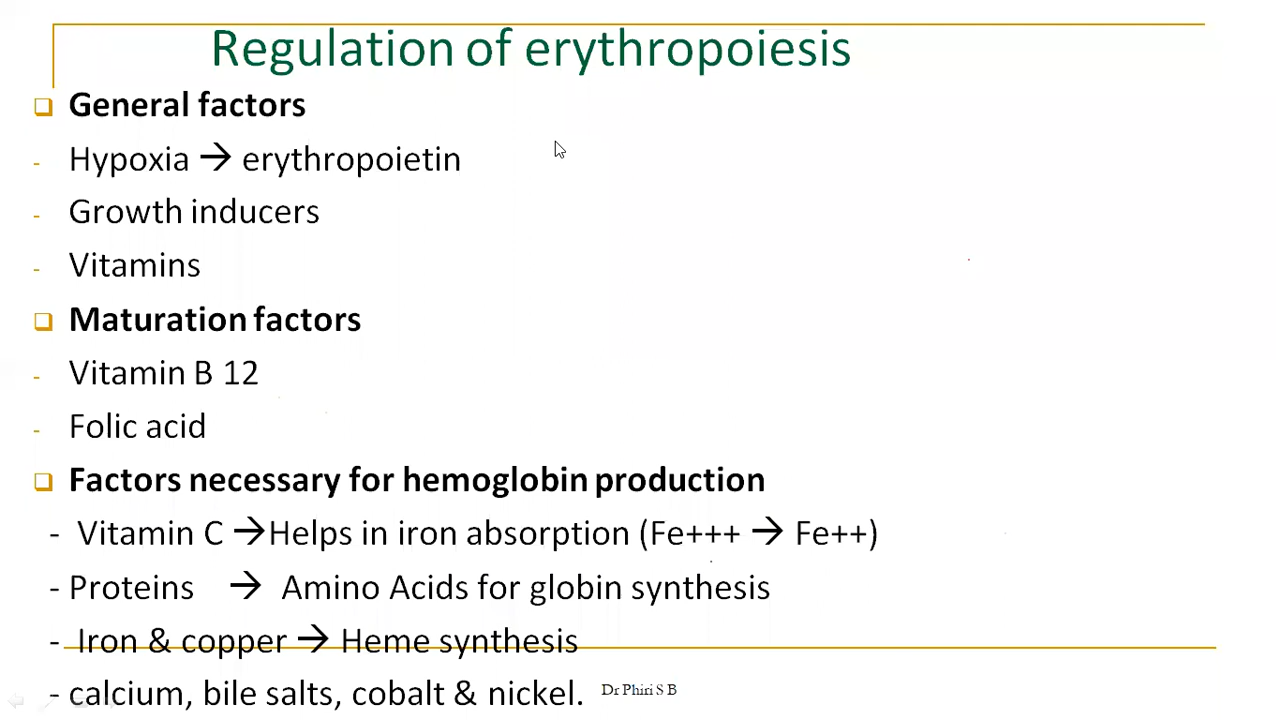 Regulation of erythropoiesis
General factors
- Hypoxia → erythropoietin
- Growth inducers
- Vitamins
Maturation factors
- Vitamin B 12
- Folic acid
Factors necessary for hemoglobin production
- Vitamin C →Helps in iron absorption (Fe+++ → Fe++)
- Proteins → Amino Acids for globin synthesis
- Iron & copper → Heme synthesis
- calcium, bile salts, cobalt & nickel.
Dr Phiri S B